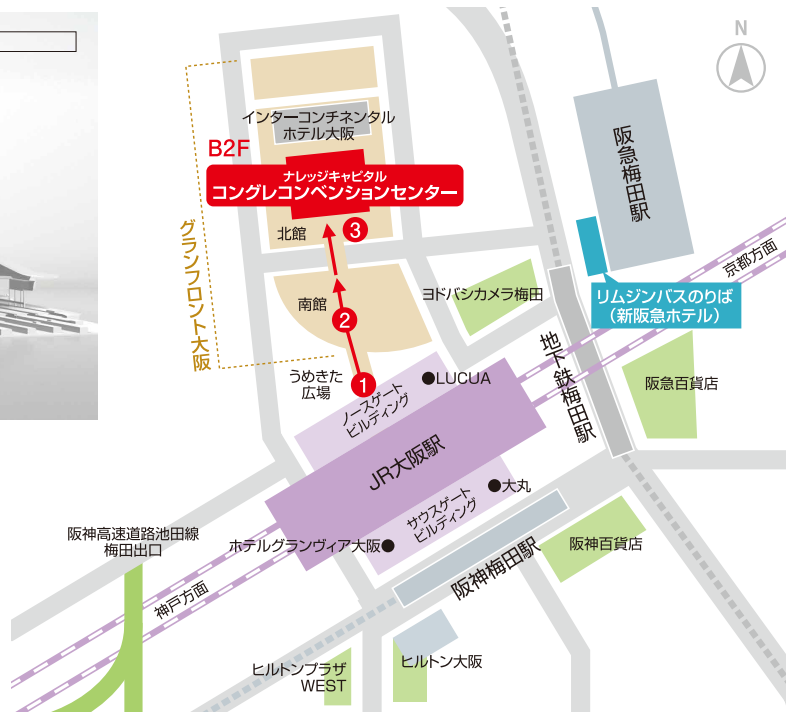 N
インターコンチネンタル
ホテル大阪
B2F
ナレッジキャピタル
コングレコンベンションセンター
北館
3
グランフロント大阪
南館
2
うめきた
広場
1
ノースゲート
ビルディング
LUCUA
ヨドバシカメラ梅田
阪急梅田駅
京都方面
リムジンバスのりば
(新阪急ホテル)
地下鉄梅田駅
阪急百貨店
JR大阪駅
大丸
サウスゲート
ビルディング
ホテルグランヴィア大阪
阪神高速道路池田線
梅田出口
神戸方面
阪神梅田駅
阪神百貨店
ヒルトンプラザ
WEST
ヒルトン大阪